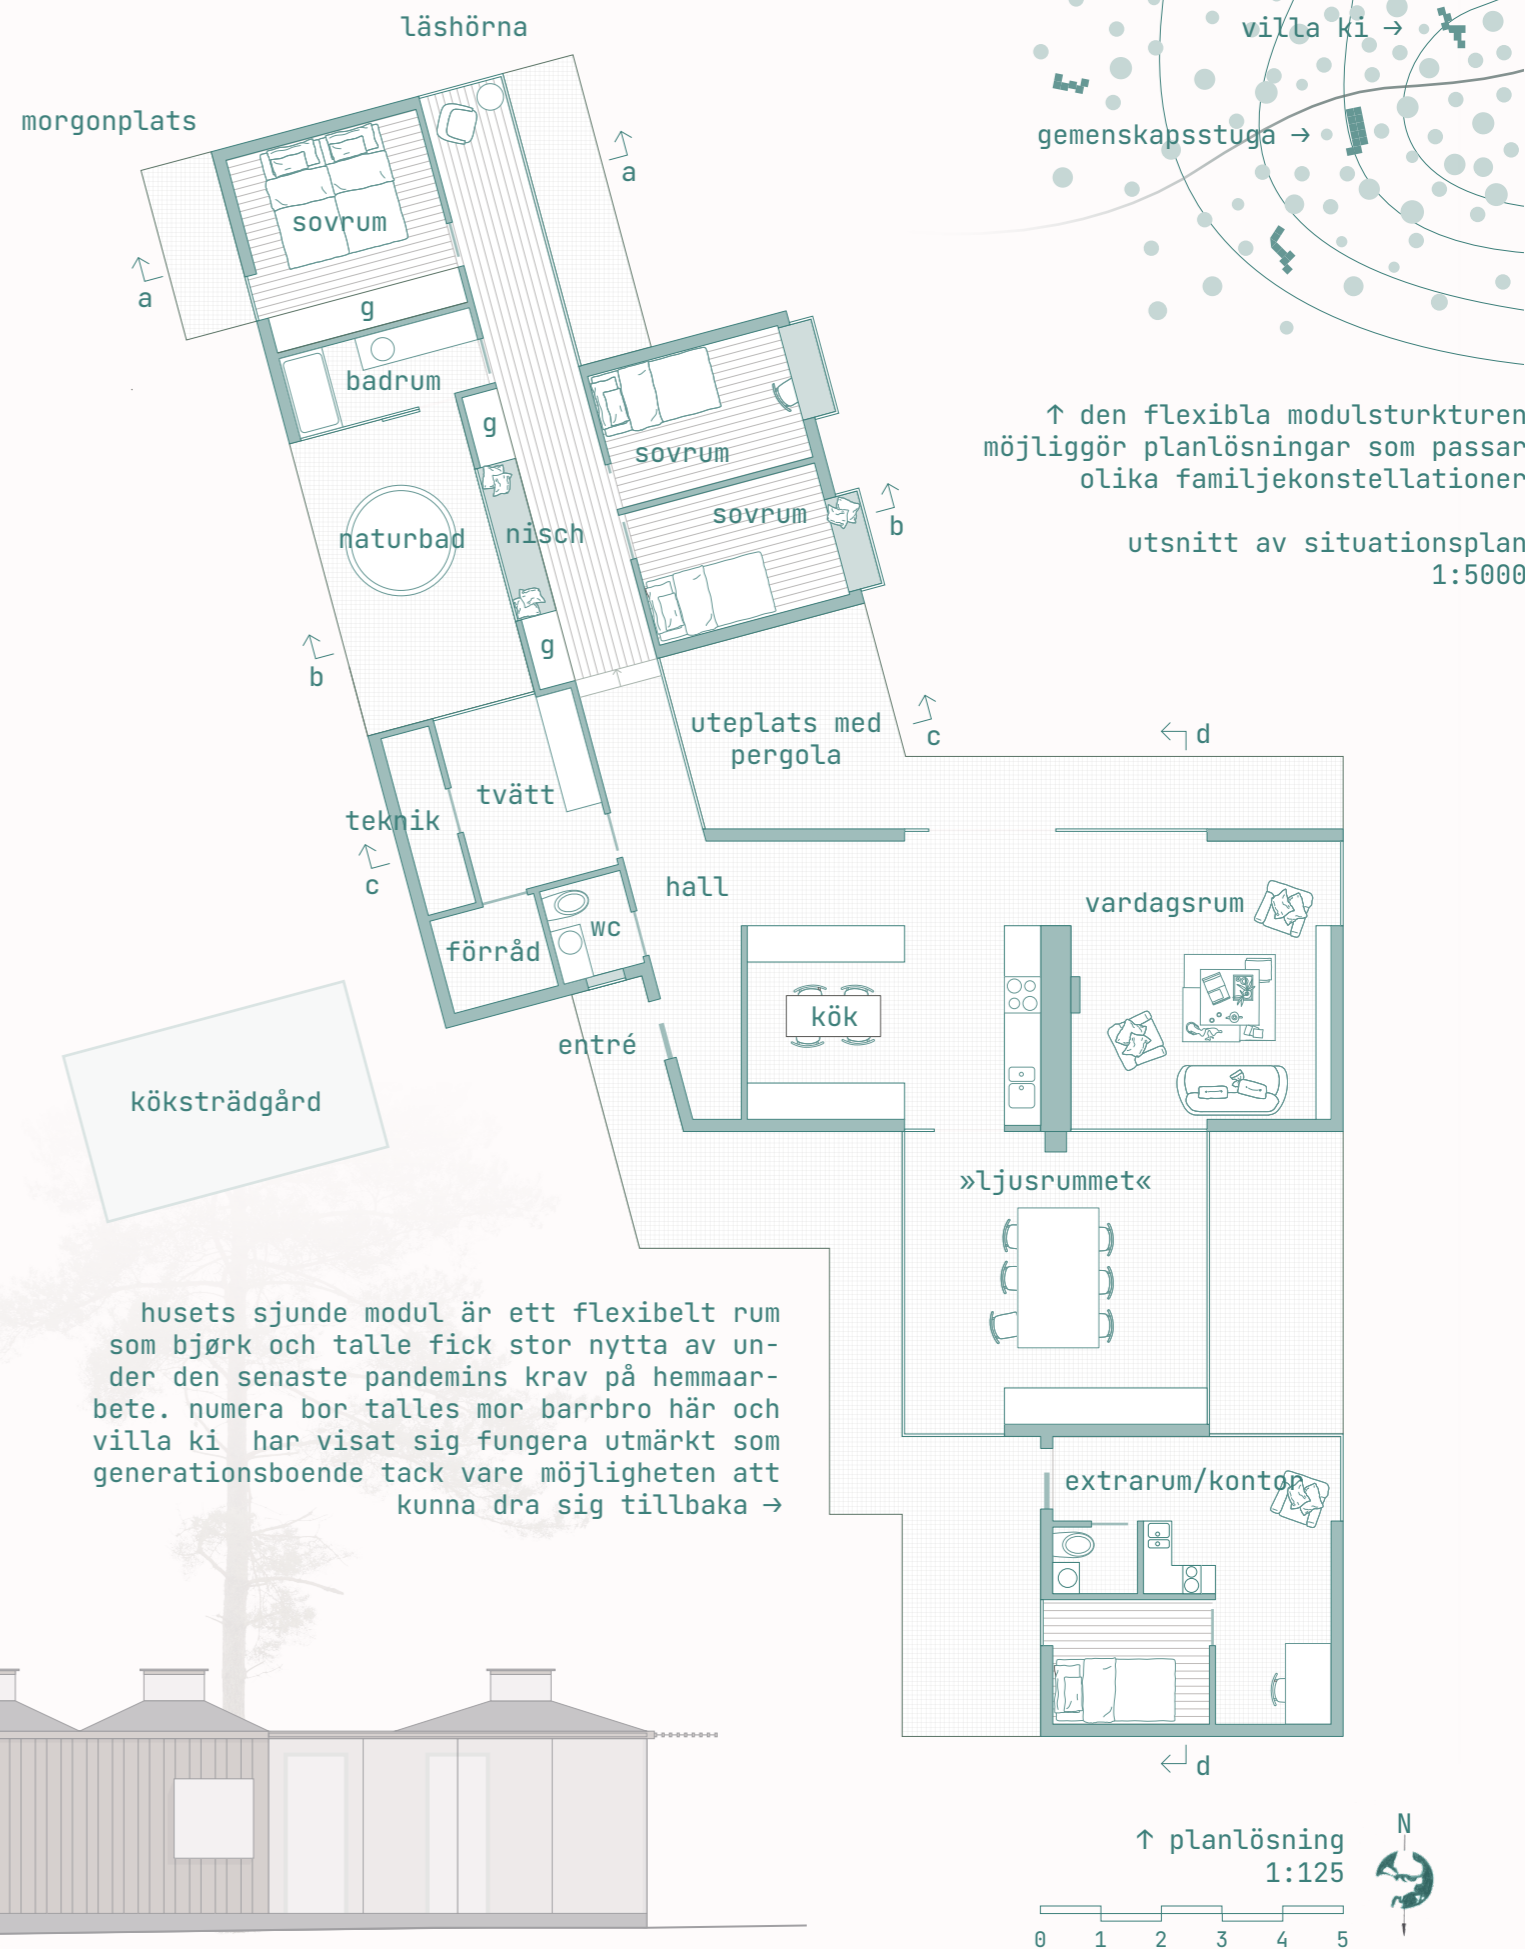 läshörna
villa ki →
morgonplats
gemenskapsstuga →
a
sovrum
a
g
badrum
g
↑ den flexibla modulsturkturen
möjliggör planlösningar som passar
olika familjekonstellationer
sovrum
sovrum
b
naturbad
nisch
utsnitt av situationsplan
1:5000
g
b
uteplats med
pergola
c
d
tvätt
teknik
c
hall
vardagsrum
wc
förråd
kök
entré
köksträdgård
»ljusrummet«
husets sjunde modul är ett flexibelt rum
som bjørk och talle fick stor nytta av un-
der den senaste pandemins krav på hemmaar-
bete. numera bor talles mor barrbro här och
villa ki  har visat sig fungera utmärkt som
generationsboende tack vare möjligheten att
kunna dra sig tillbaka →
extrarum/kontor
d
N
↑ planlösning
1:125
0 1 2 3 4 5